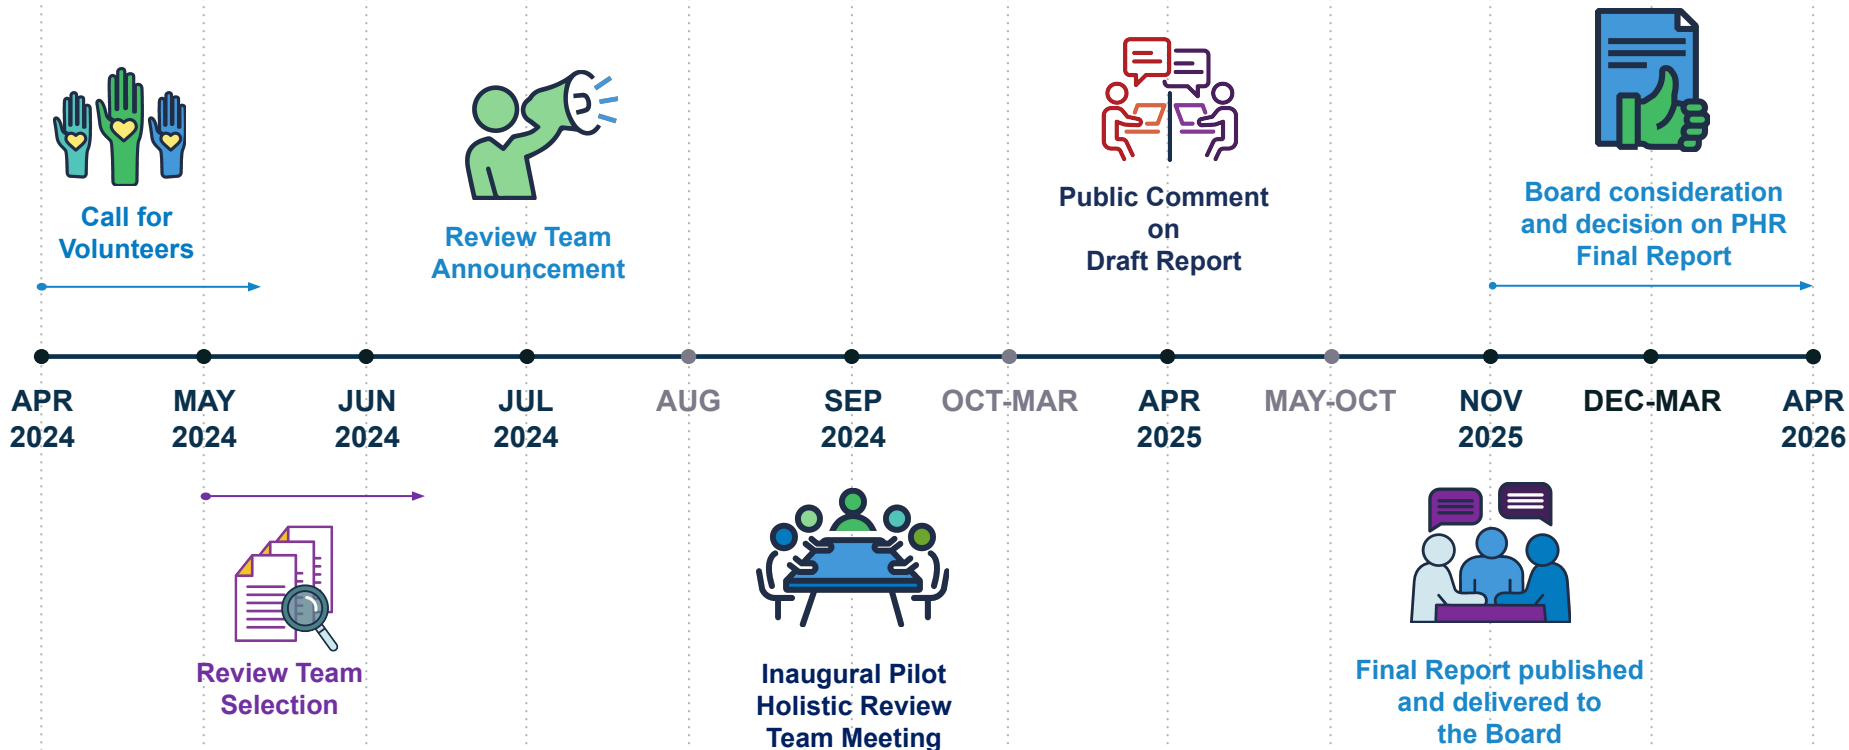 Call for
Volunteers
Review Team
Announcement
Public Comment
on
Draft Report
Board consideration
and decision on PHR
Final Report
APR
2024
MAY
2024
JUN
2024
JUL
2024
AUG
SEP
2024
OCT-MAR
APR
2025
MAY-OCT
NOV
2025
DEC-MAR
APR
2026
Review Team
Selection
Inaugural Pilot
Holistic Review
Team Meeting
Final Report published
and delivered to
the Board